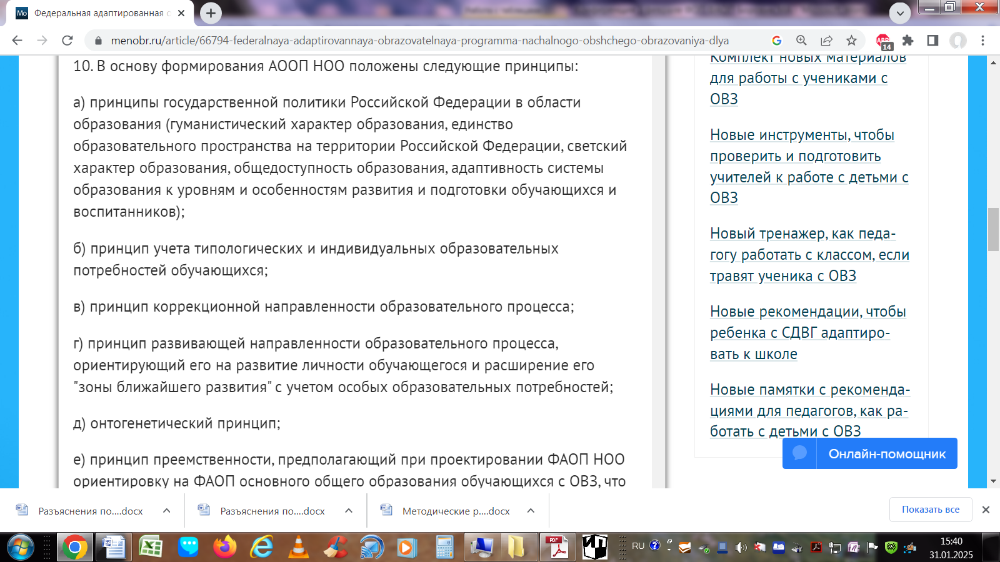 Федеральная адаптированная с
menobr.ru/article/66794-federalnaya-adaptirovannaya-obrazovatelnaya-programma-nachalnogo-obshchego-obrazovaniya-dlya
ABP
14
10. В основу формирования АООП НОО положены следующие принципы:
а) принципы государственной политики Российской Федерации в области
образования (гуманистический характер образования, единство
образовательного пространства на территории Российской Федерации, светский
характер образования, общедоступность образования, адаптивность системы
образования к уровням и особенностям развития и подготовки обучающихся и
воспитанников);
б) принцип учета типологических и индивидуальных образовательных
потребностей обучающихся;
в) принцип коррекционной направленности образовательного процесса;
г) принцип развивающей направленности образовательного процесса,
ориентирующий его на развитие личности обучающегося и расширение его
"зоны ближайшего развития" с учетом особых образовательных потребностей;
д) онтогенетический принцип;
е) принцип преемственности, предполагающий при проектировании ФАОП НОО
ориентировку на ФАОП основного общего образования обучающихся с ОВЗ, что
Комплект новых материалов
для работы с учениками с
ОВЗ
Новые инструменты, чтобы
проверить и подготовить
учителей к работе с детьми с
ОВЗ
Новый тренажер, как педа-
гогу работать с классом, если
травят ученика с ОВЗ
Новые рекомендации, чтобы
ребенка с СДВГ адаптиро-
вать к школе
Новые памятки с рекоменда-
циями для педагогов, как ра-
ботать с детьми с ОВЗ
Онлайн-помощник
Разъяснения по....docx
Разъяснения по....docx
Методические р....docx
Показать все
PDF
RU
15:40
31.01.2025